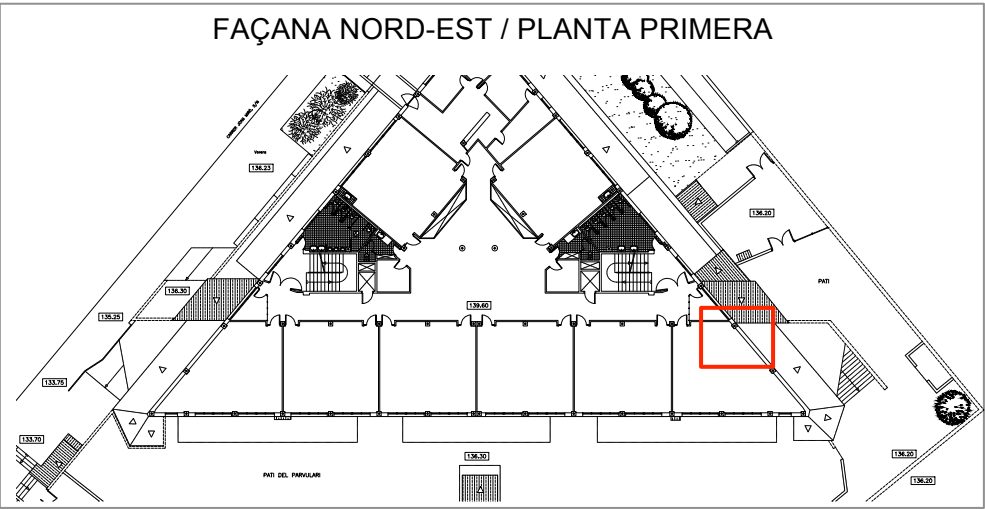 FAÇANA NORD-EST / PLANTA PRIMERA
Vorera
136.23
136.20
136.30
PATI
139.60
135.25
133.75
133.70
136.30
136.20
PATI DEL PARVULARI
136.20